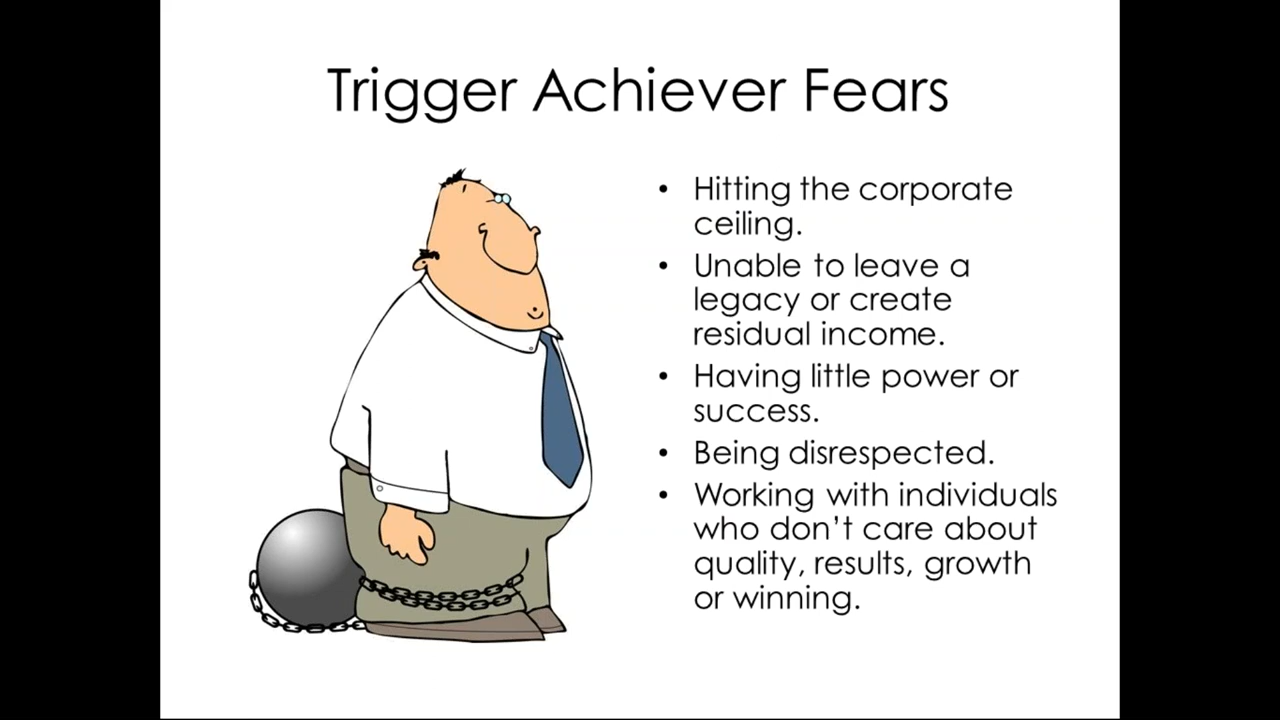 Trigger Achiever Fears
• Hitting the corporate
ceiling.
• Unable to leave a
legacy or create
residual income.
• Having little power or
success.
• Being disrespected.
• Working with individuals
who don’t care about
quality, results, growth
or winning.